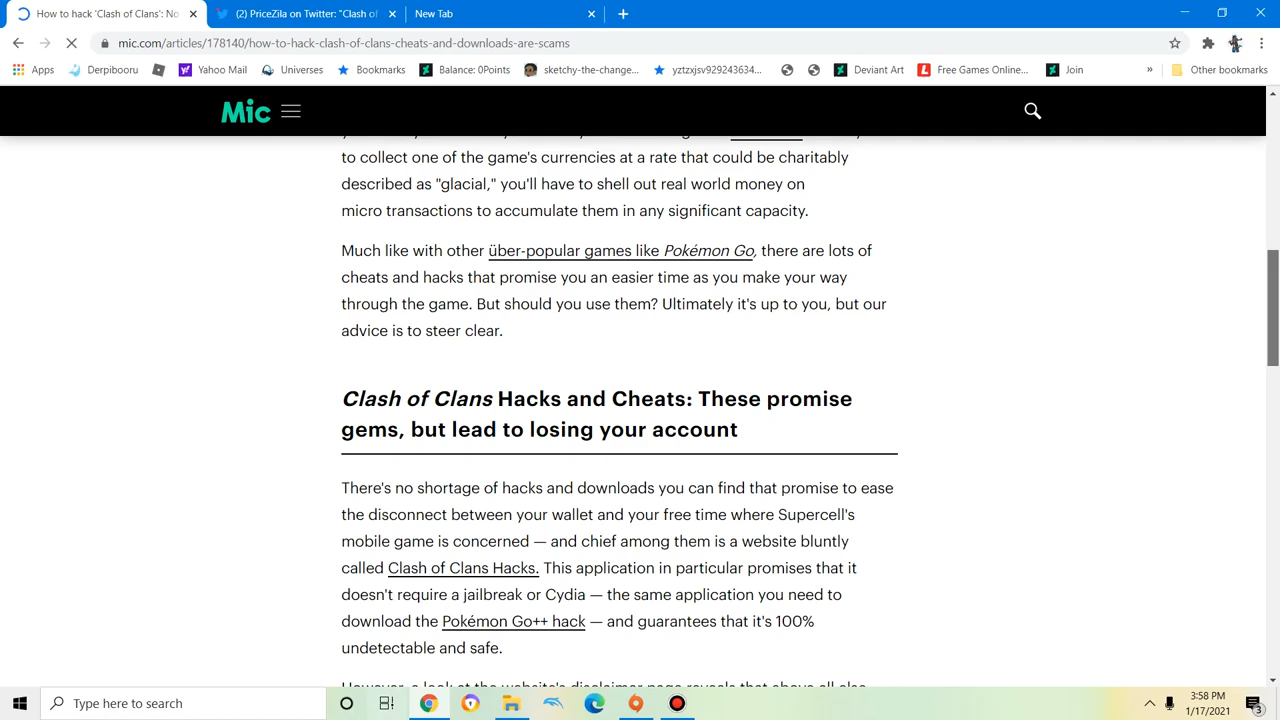 How to hack 'Clash of Clans': No
(2) PriceZila on Twitter: "Clash of
New Tab
mic.com/articles/178140/how-to-hack-clash-of-clans-cheats-and-downloads-are-scams
Apps Derpibooru Yahoo Mail Universes Bookmarks Balance: 0Points sketchy-the-change... yztzxjsv929243634... Deviant Art Free Games Online... Join » Other bookmarks
Mic
to collect one of the game's currencies at a rate that could be charitably
described as "glacial," you'll have to shell out real world money on
micro transactions to accumulate them in any significant capacity.
Much like with other über-popular games like Pokémon Go, there are lots of
cheats and hacks that promise you an easier time as you make your way
through the game. But should you use them? Ultimately it's up to you, but our
advice is to steer clear.
Clash of Clans Hacks and Cheats: These promise
gems, but lead to losing your account
There's no shortage of hacks and downloads you can find that promise to ease
the disconnect between your wallet and your free time where Supercell's
mobile game is concerned — and chief among them is a website bluntly
called Clash of Clans Hacks. This application in particular promises that it
doesn't require a jailbreak or Cydia — the same application you need to
download the Pokémon Go++ hack — and guarantees that it's 100%
undetectable and safe.
Type here to search
3:58 PM
1/17/2021
3